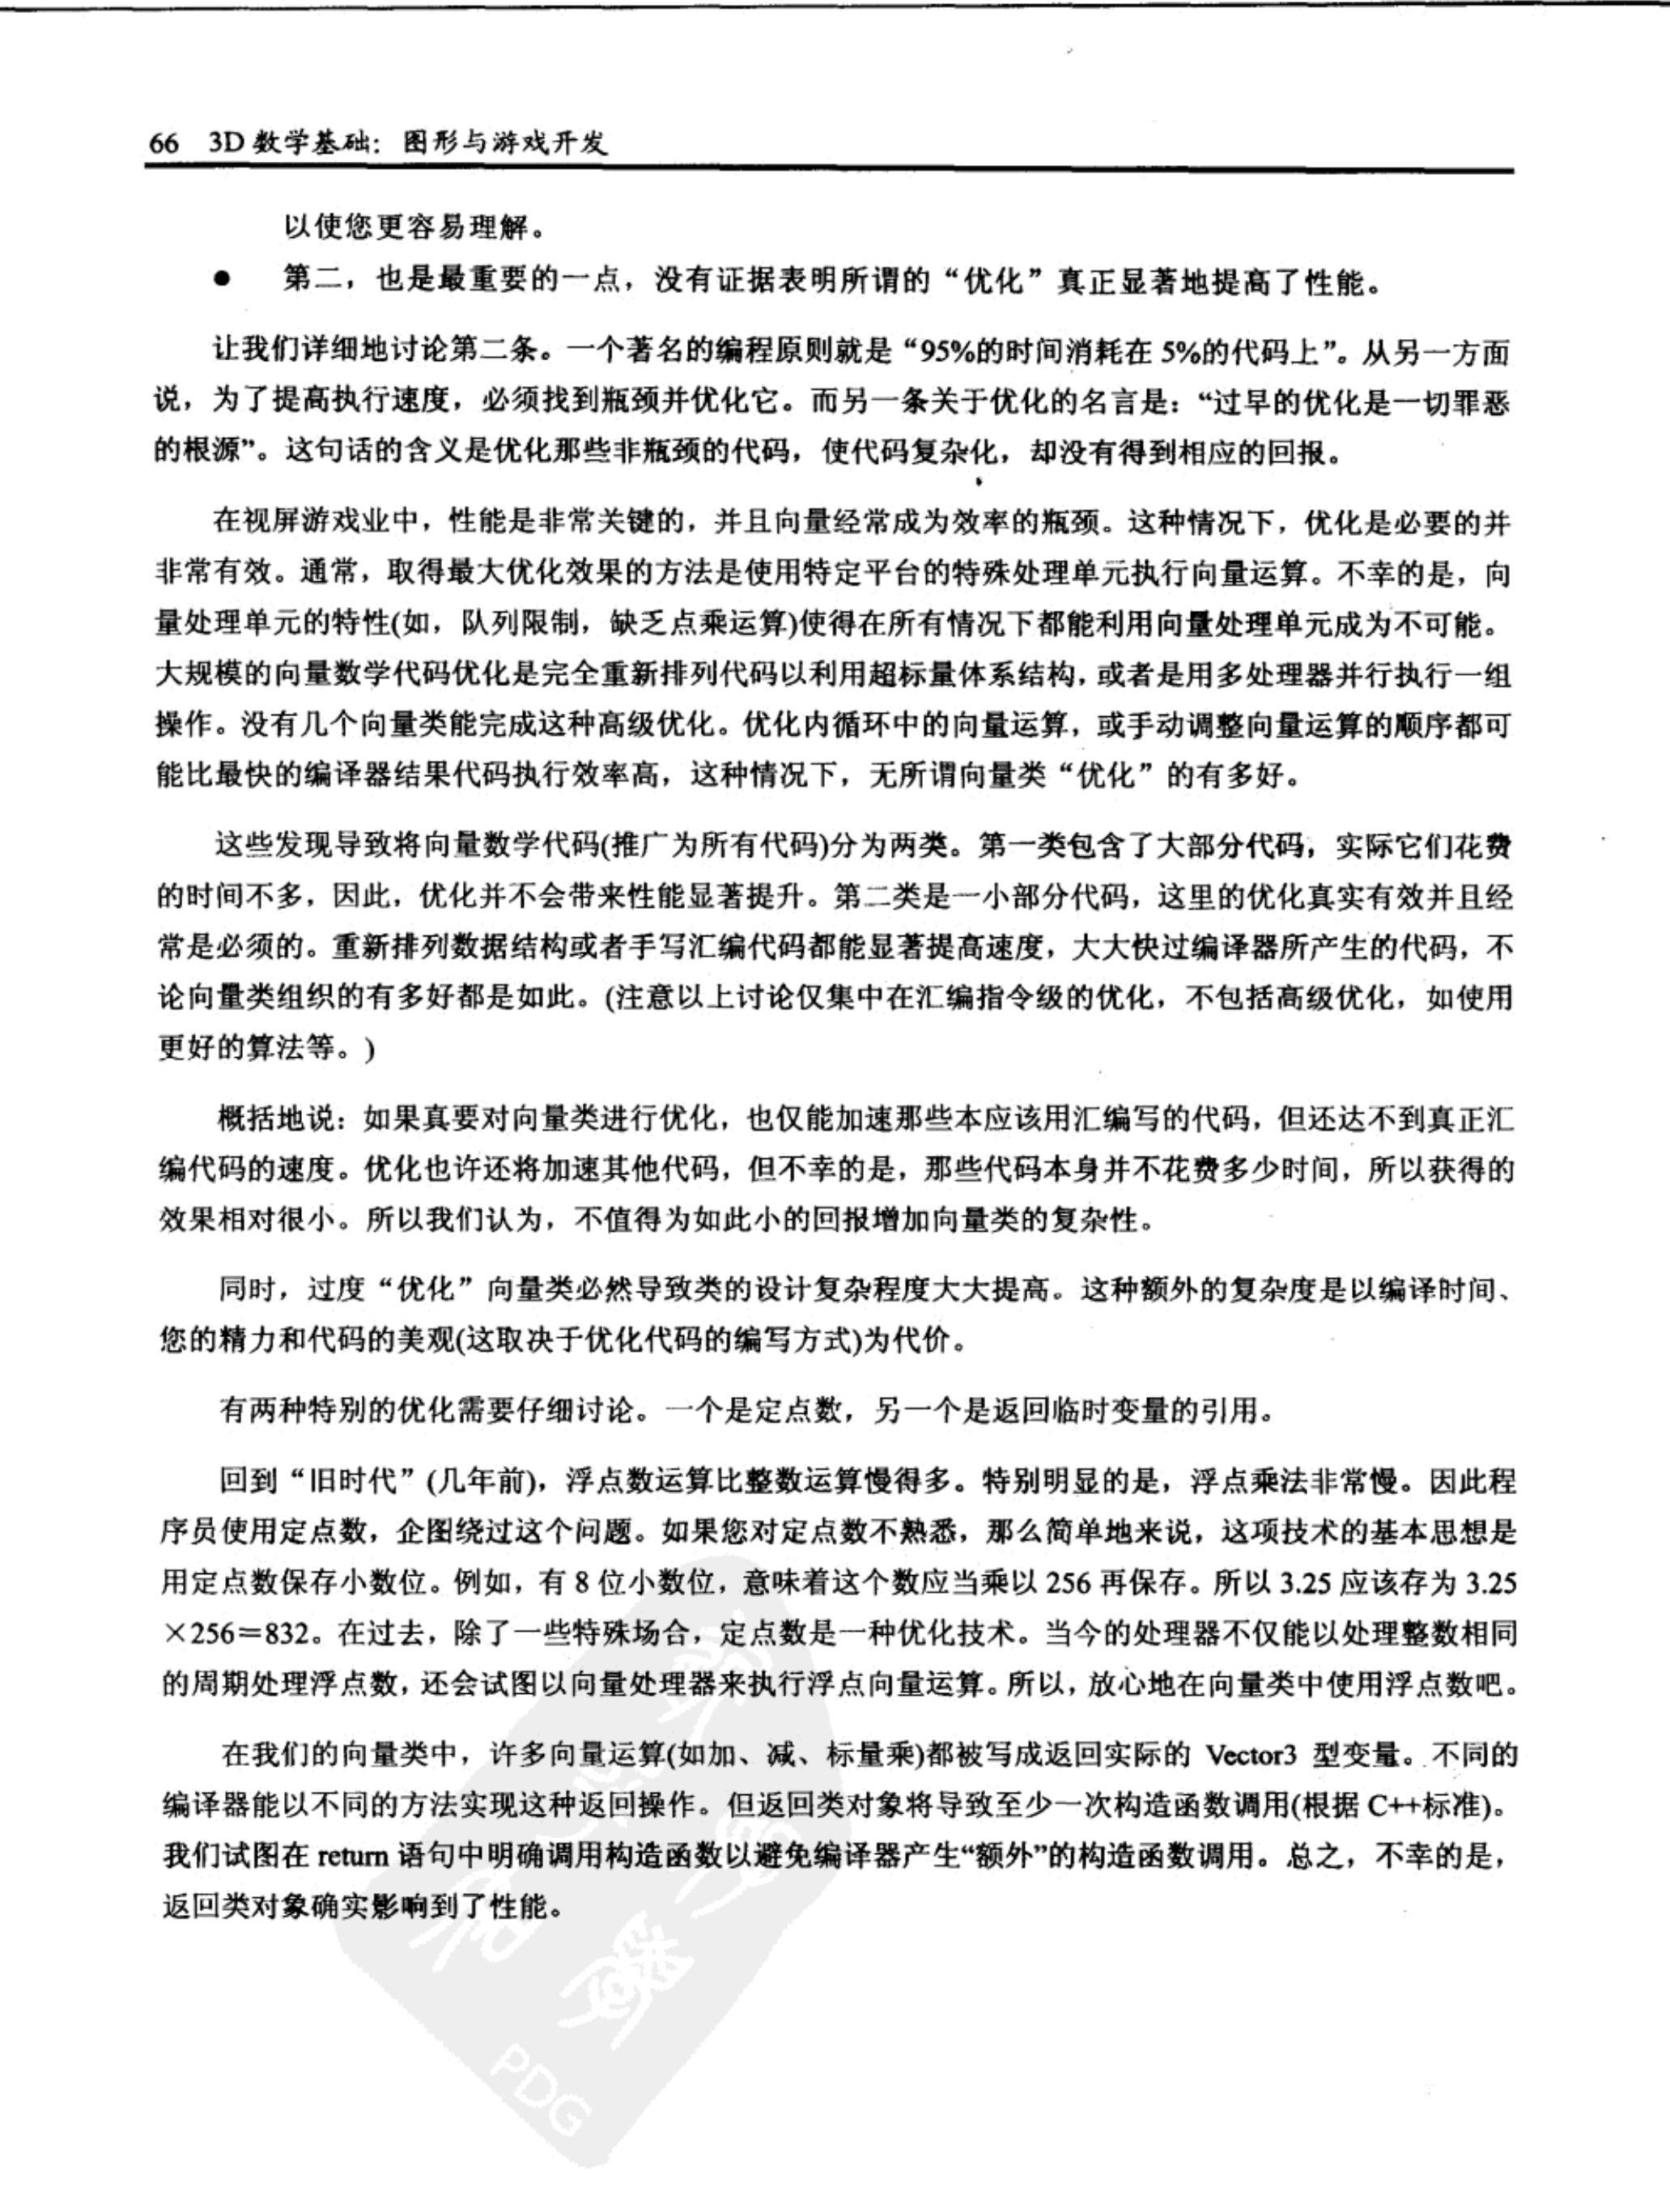 66 3D 数学基础：图形与游戏开发
以使您更容易理解。
● 第二，也是最重要的一点，没有证据表明所谓的“优化”真正显著地提高了性能。
让我们详细地讨论第二条。一个著名的编程原则就是“95%的时间消耗在 5%的代码上”。从另一方面
说，为了提高执行速度，必须找到瓶颈并优化它。而另一条关于优化的名言是：“过早的优化是一切罪恶
的根源”。这句话的含义是优化那些非瓶颈的代码，使代码复杂化，却没有得到相应的回报。
在视屏游戏业中，性能是非常关键的，并且向量经常成为效率的瓶颈。这种情况下，优化是必要的并
非常有效。通常，取得最大优化效果的方法是使用特定平台的特殊处理单元执行向量运算。不幸的是，向
量处理单元的特性(如，队列限制，缺乏点乘运算)使得在所有情况下都能利用向量处理单元成为不可能。
大规模的向量数学代码优化是完全重新排列代码以利用超标量体系结构，或者是用多处理器并行执行一组
操作。没有几个向量类能完成这种高级优化。优化内循环中的向量运算，或手动调整向量运算的顺序都可
能比最快的编译器结果代码执行效率高，这种情况下，无所谓向量类“优化”的有多好。
这些发现导致将向量数学代码(推广为所有代码)分为两类。第一类包含了大部分代码，实际它们花费
的时间不多，因此，优化并不会带来性能显著提升。第二类是一小部分代码，这里的优化真实有效并且经
常是必须的。重新排列数据结构或者手写汇编代码都能显著提高速度，大大快过编译器所产生的代码，不
论向量类组织的有多好都是如此。(注意以上讨论仅集中在汇编指令级的优化，不包括高级优化，如使用
更好的算法等。)
概括地说：如果真要对向量类进行优化，也仅能加速那些本应该用汇编写的代码，但还达不到真正汇
编代码的速度。优化也许还将加速其他代码，但不幸的是，那些代码本身并不花费多少时间，所以获得的
效果相对很小。所以我们认为，不值得为如此小的回报增加向量类的复杂性。
同时，过度“优化”向量类必然导致类的设计复杂程度大大提高。这种额外的复杂度是以编译时间、
您的精力和代码的美观(这取决于优化代码的编写方式)为代价。
有两种特别的优化需要仔细讨论。一个是定点数，另一个是返回临时变量的引用。
回到“旧时代”(几年前)，浮点数运算比整数运算慢得多。特别明显的是，浮点乘法非常慢。因此程
序员使用定点数，企图绕过这个问题。如果您对定点数不熟悉，那么简单地来说，这项技术的基本思想是
用定点数保存小数位。例如，有 8 位小数位，意味着这个数应当乘以 256 再保存。所以 3.25 应该存为 3.25
×256＝832。在过去，除了一些特殊场合，定点数是一种优化技术。当今的处理器不仅能以处理整数相同
的周期处理浮点数，还会试图以向量处理器来执行浮点向量运算。所以，放心地在向量类中使用浮点数吧。
在我们的向量类中，许多向量运算(如加、减、标量乘)都被写成返回实际的 Vector3 型变量。不同的
编译器能以不同的方法实现这种返回操作。但返回类对象将导致至少一次构造函数调用(根据 C++标准)。
我们试图在 return 语句中明确调用构造函数以避免编译器产生“额外”的构造函数调用。总之，不幸的是，
返回类对象确实影响到了性能。
PDG